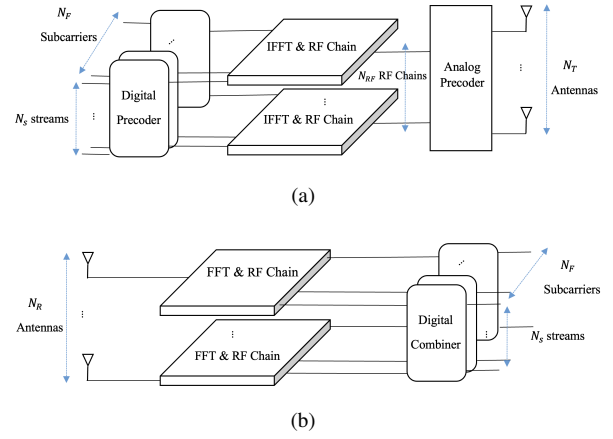 N_F
Subcarriers
N_S streams
...
Digital
Precoder
...
IFFT & RF Chain
...
IFFT & RF Chain
N_RF RF Chains
Analog
Precoder
N_T
Antennas
...
(a)
N_R
Antennas
...
FFT & RF Chain
...
FFT & RF Chain
...
Digital
Combiner
...
N_F
Subcarriers
N_s streams
(b)